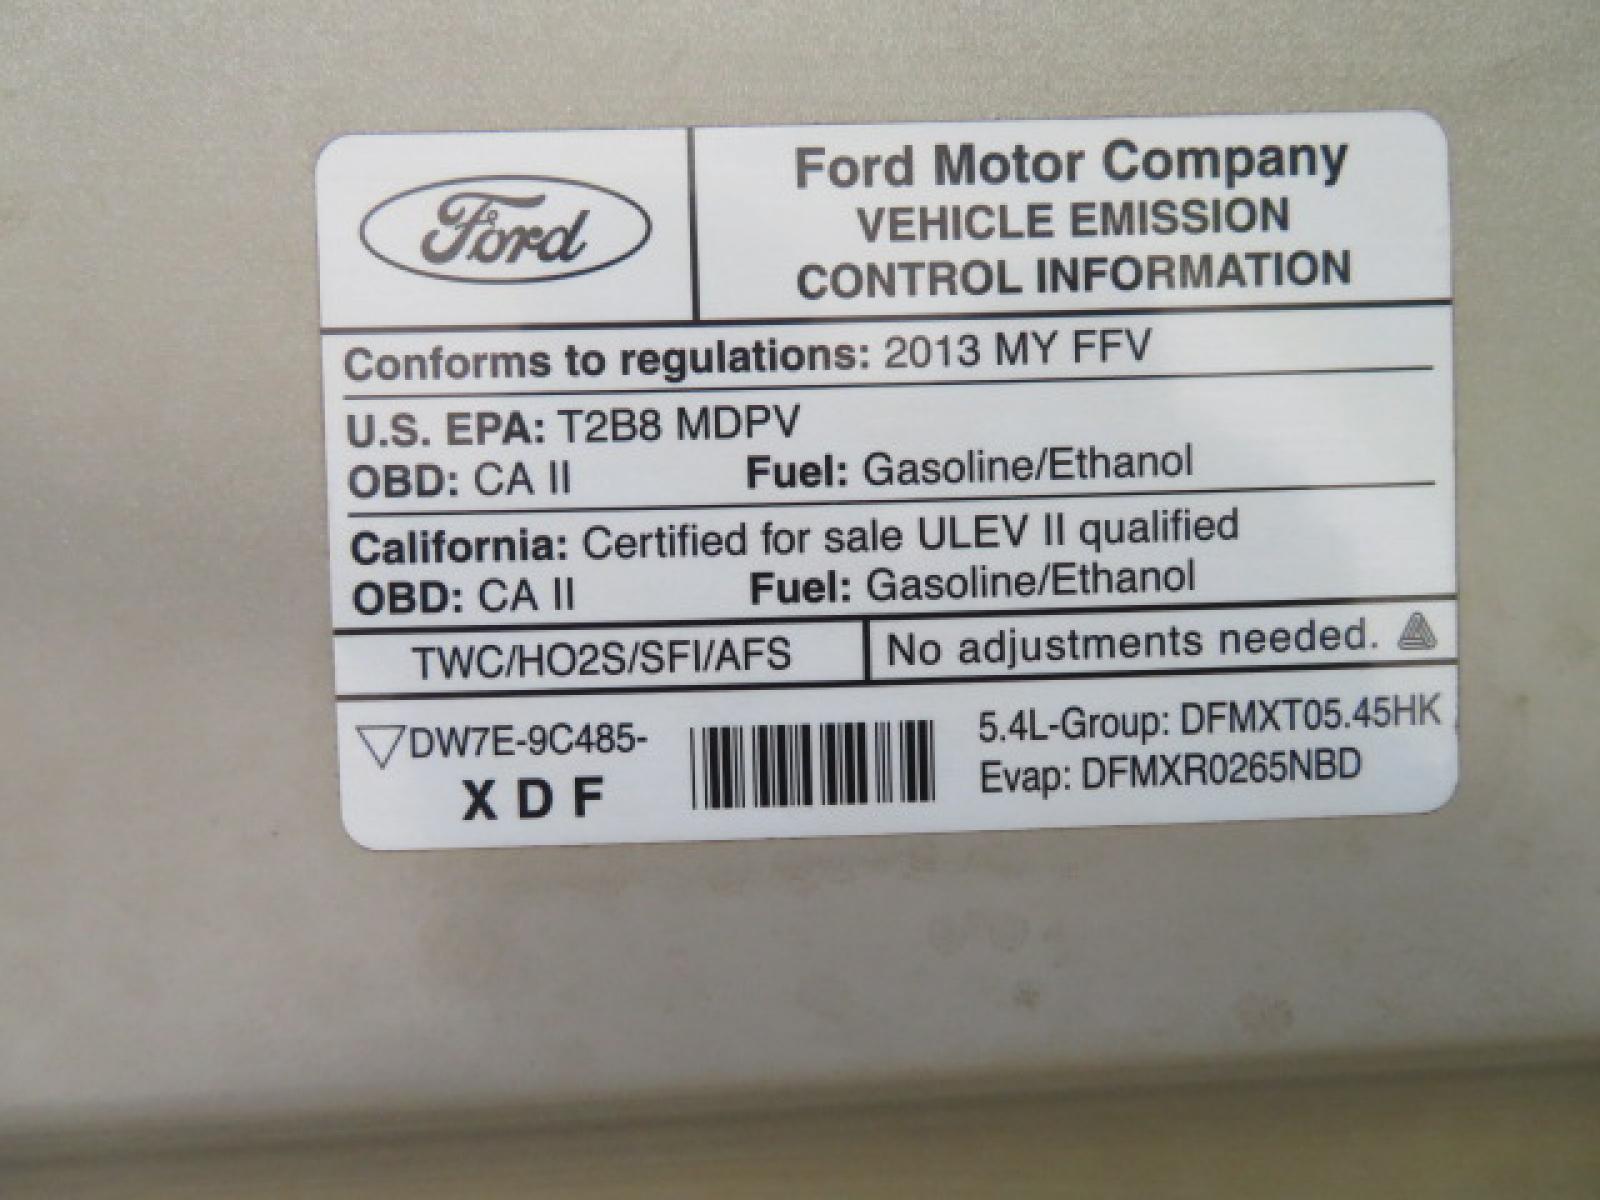 Ford
Ford Motor Company
VEHICLE EMISSION
CONTROL INFORMATION
Conforms to regulations: 2013 MY FFV
U.S. EPA: T2B8 MDPV
OBD: CA II Fuel: Gasoline/Ethanol
California: Certified for sale ULEV II qualified
OBD: CA II Fuel: Gasoline/Ethanol
TWC/HO2S/SFI/AFS
No adjustments needed.
DW7E-9C485-
X D F
5.4L-Group: DFMXT05.45HK
Evap: DFMXR0265NBD